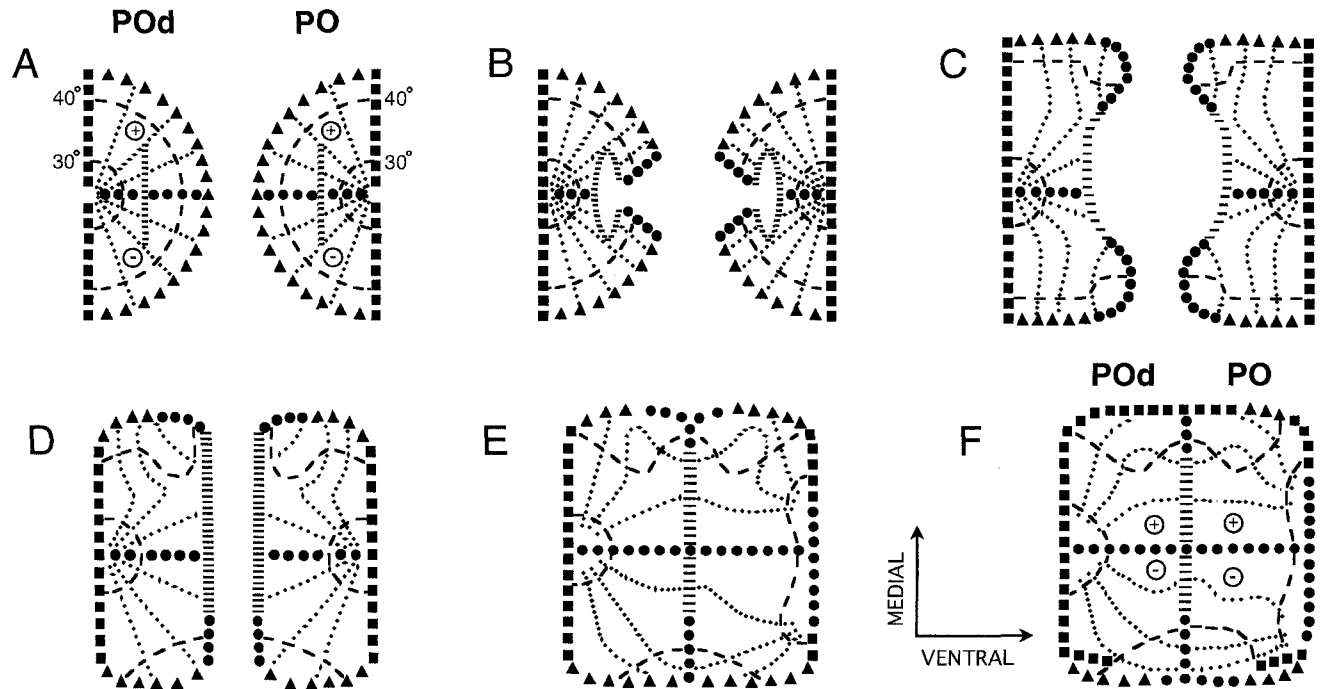 POd PO
A
B
C
40° 40°
+ +
30° 30°
- -
POd PO
D
E
F
+ +
- -
MEDIAL
VENTRAL